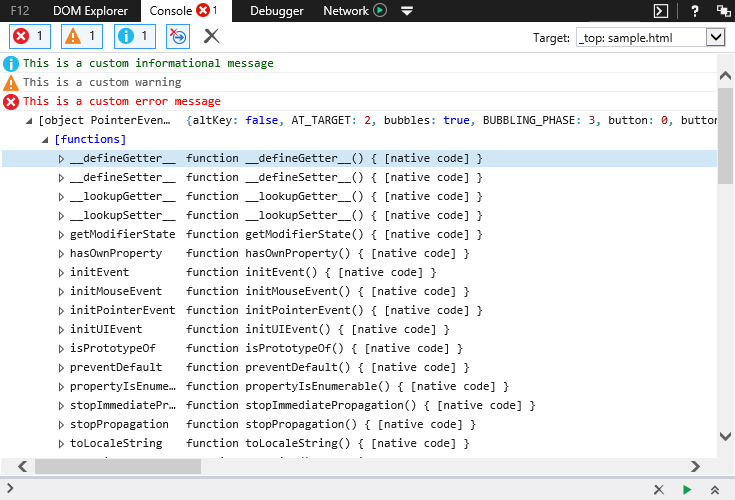 F12 DOM Explorer Console 1 Debugger Network ?
1 1 1 Target: _top: sample.html
This is a custom informational message
This is a custom warning
This is a custom error message
[object PointerEven... {altKey: false, AT_TARGET: 2, bubbles: true, BUBBLING_PHASE: 3, button: 0, button
[functions]
__defineGetter__ function __defineGetter__() { [native code] }
__defineSetter__ function __defineSetter__() { [native code] }
__lookupGetter__ function __lookupGetter__() { [native code] }
__lookupSetter__ function __lookupSetter__() { [native code] }
getModifierState function getModifierState() { [native code] }
hasOwnProperty function hasOwnProperty() { [native code] }
initEvent function initEvent() { [native code] }
initMouseEvent function initMouseEvent() { [native code] }
initPointerEvent function initPointerEvent() { [native code] }
initUIEvent function initUIEvent() { [native code] }
isPrototypeOf function isPrototypeOf() { [native code] }
preventDefault function preventDefault() { [native code] }
propertyIsEnume... function propertyIsEnumerable() { [native code] }
stopImmediatePr... function stopImmediatePropagation() { [native code] }
stopPropagation function stopPropagation() { [native code] }
toLocaleString function toLocaleString() { [native code] }